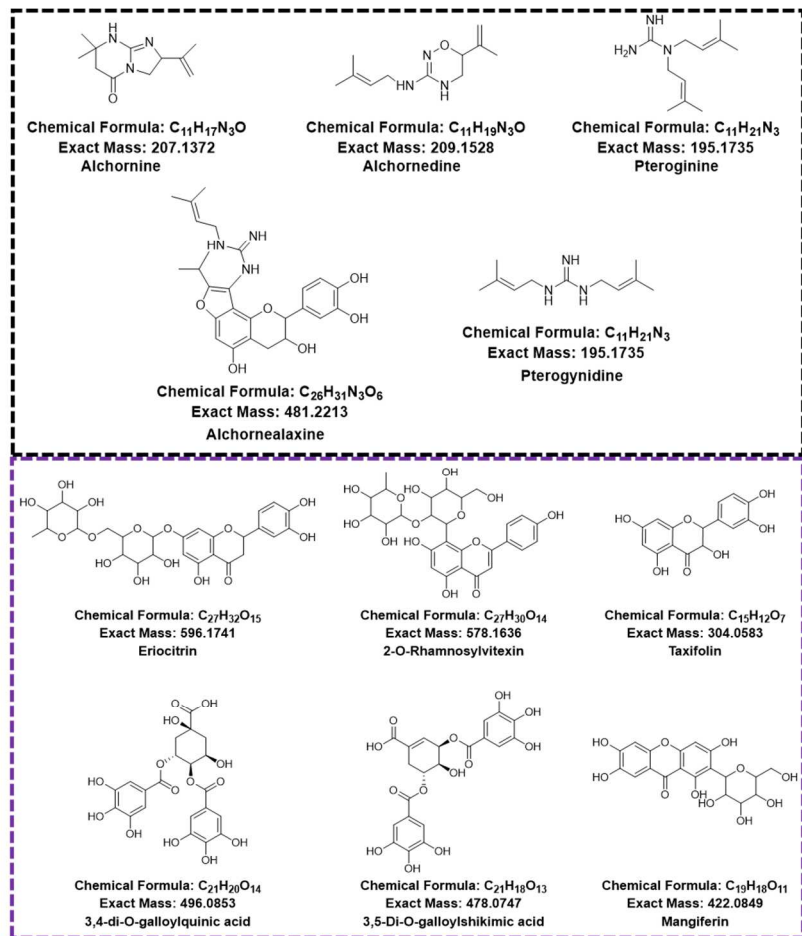 Chemical Formula: C₁₁H₁₇N₃O
Exact Mass: 207.1372
Alchornine
Chemical Formula: C₁₁H₁₉N₃O
Exact Mass: 209.1528
Alchornedine
Chemical Formula: C₁₁H₂₁N₃
Exact Mass: 195.1735
Pteroginine
Chemical Formula: C₂₆H₃₁N₃O₆
Exact Mass: 481.2213
Alchornealaxine
Chemical Formula: C₁₁H₂₁N₃
Exact Mass: 195.1735
Pterogynidine
Chemical Formula: C₂₇H₃₂O₁₅
Exact Mass: 596.1741
Eriocitrin
Chemical Formula: C₂₇H₃₀O₁₄
Exact Mass: 578.1636
2-O-Rhamnosylvitexin
Chemical Formula: C₁₅H₁₂O₇
Exact Mass: 304.0583
Taxifolin
Chemical Formula: C₂₁H₂₀O₁₄
Exact Mass: 496.0853
3,4-di-O-galloylquinic acid
Chemical Formula: C₂₁H₁₈O₁₃
Exact Mass: 478.0747
3,5-Di-O-galloylshikimic acid
Chemical Formula: C₁₉H₁₈O₁₁
Exact Mass: 422.0849
Mangiferin